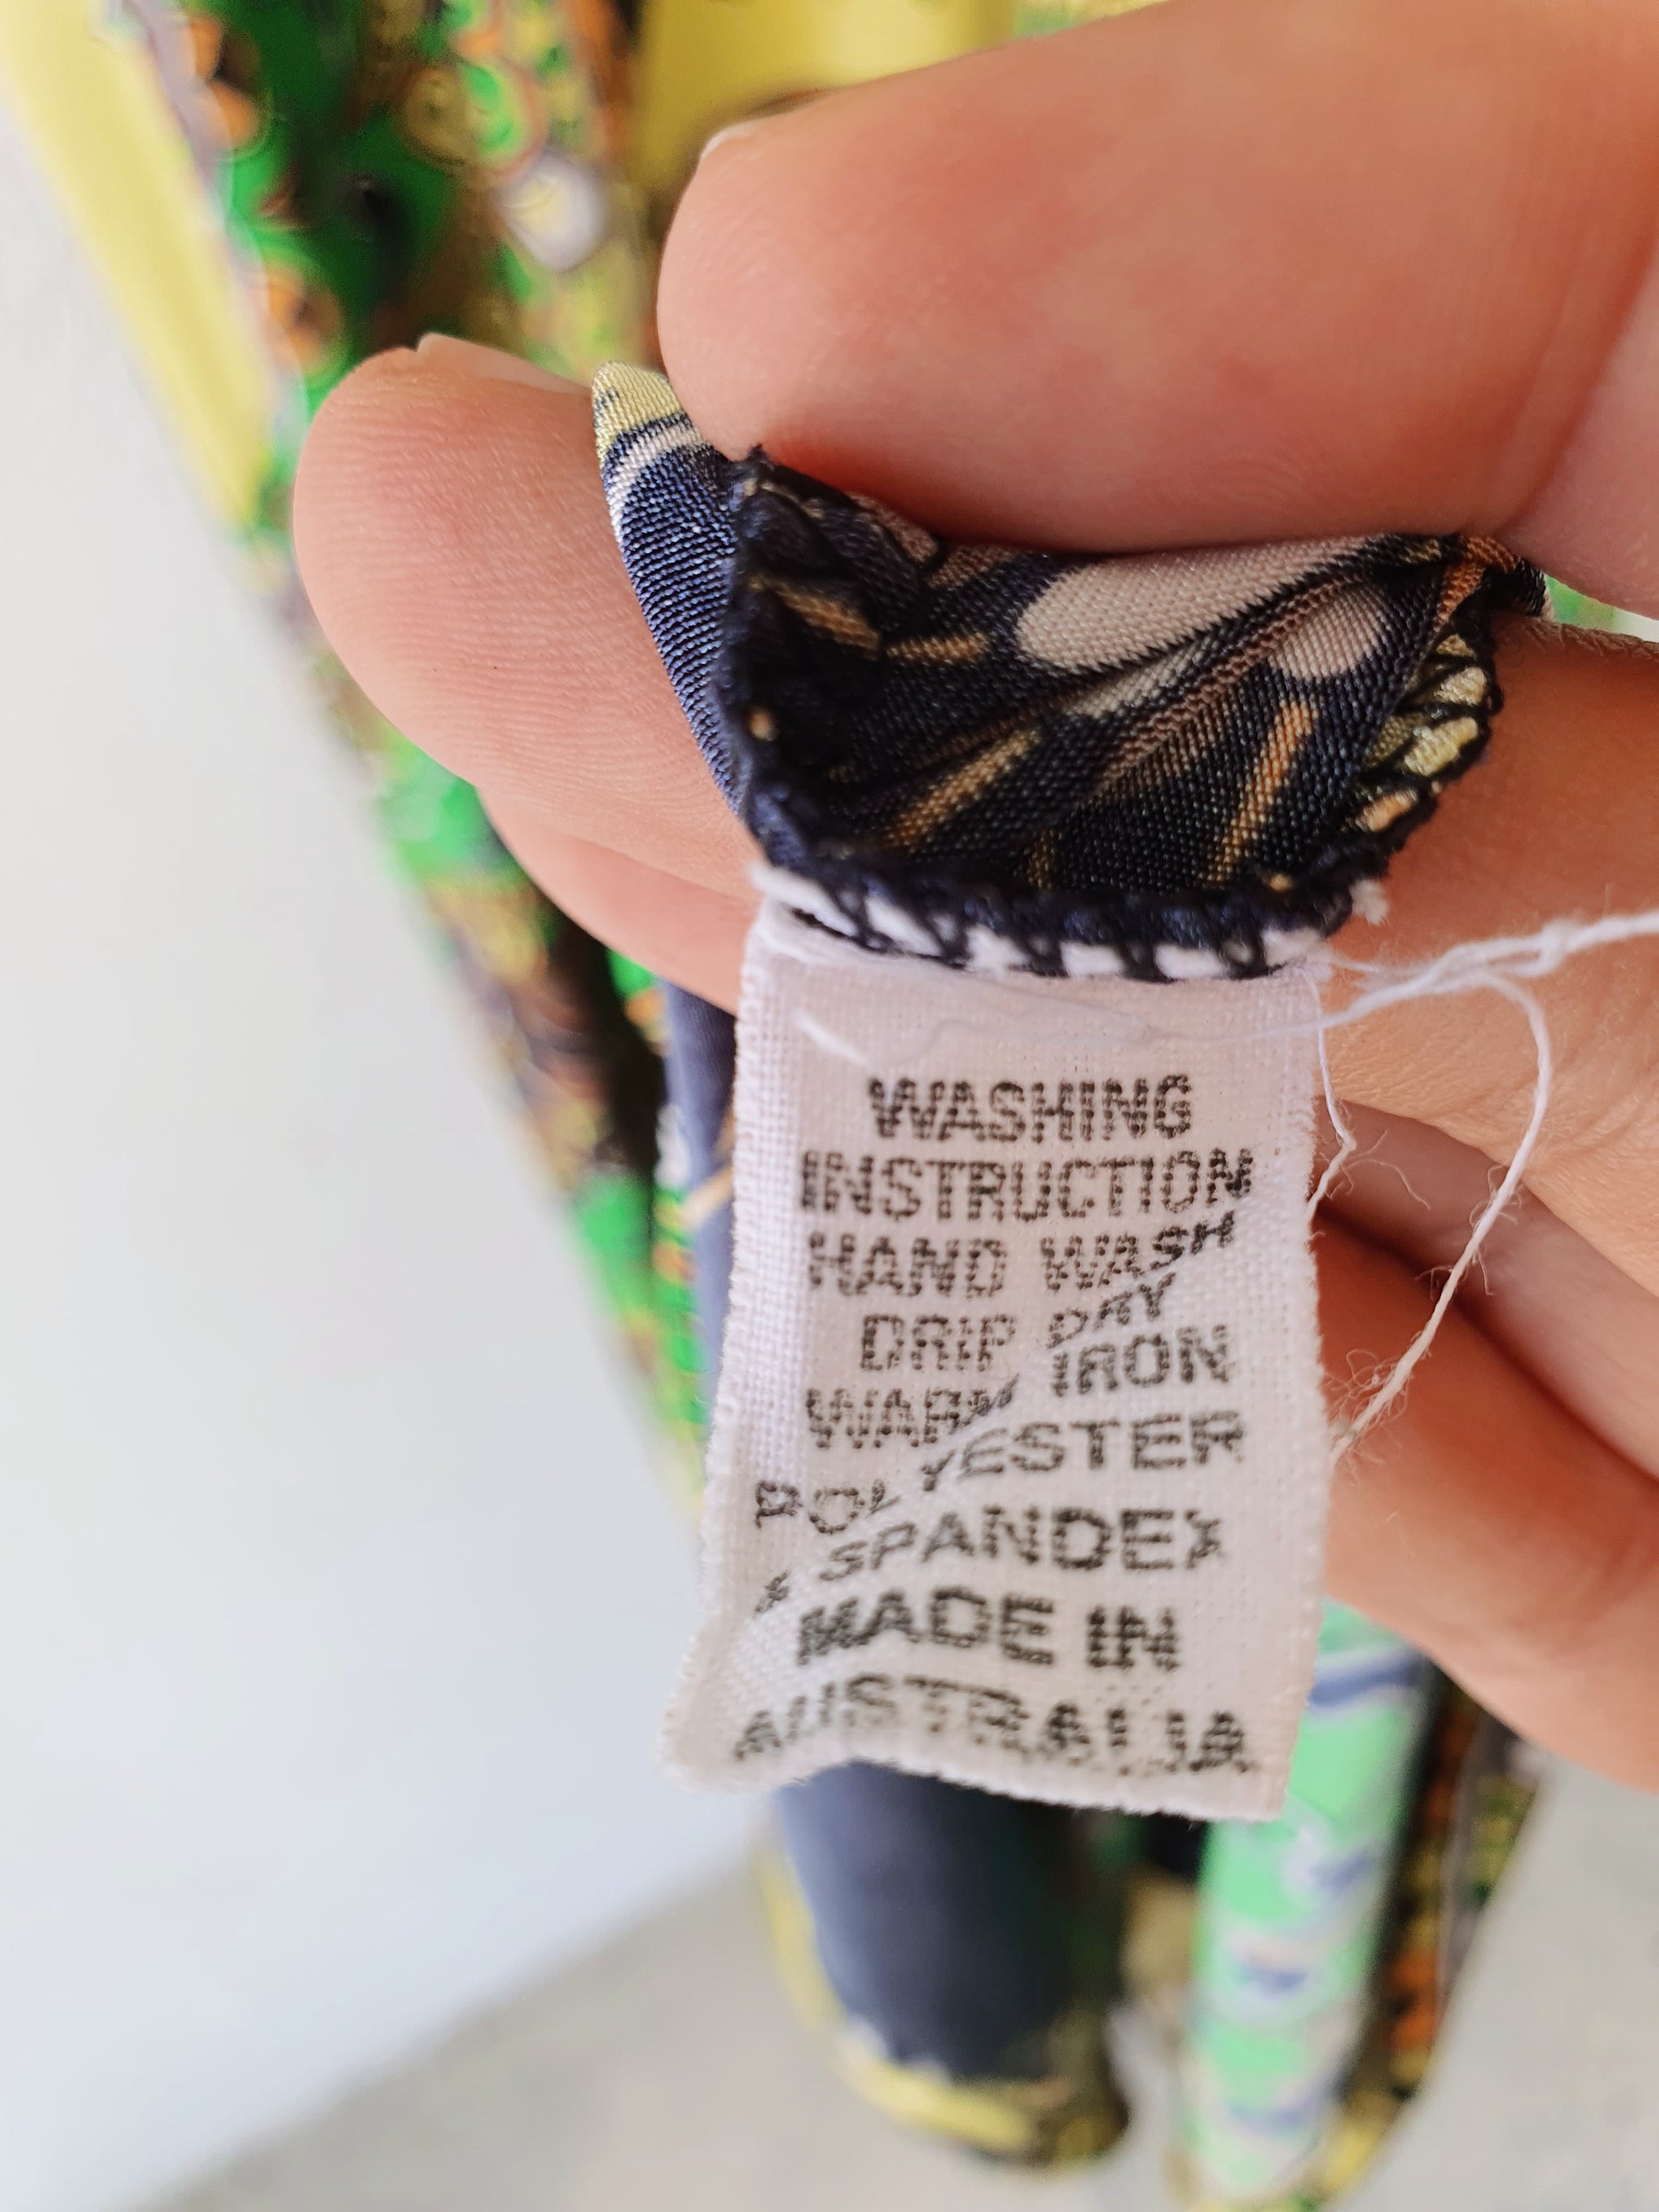 WASHING
INSTRUCTION
HAND WASH
DRIP DRY
WARM IRON
POLYESTER
& SPANDEX
MADE IN
AUSTRALIA